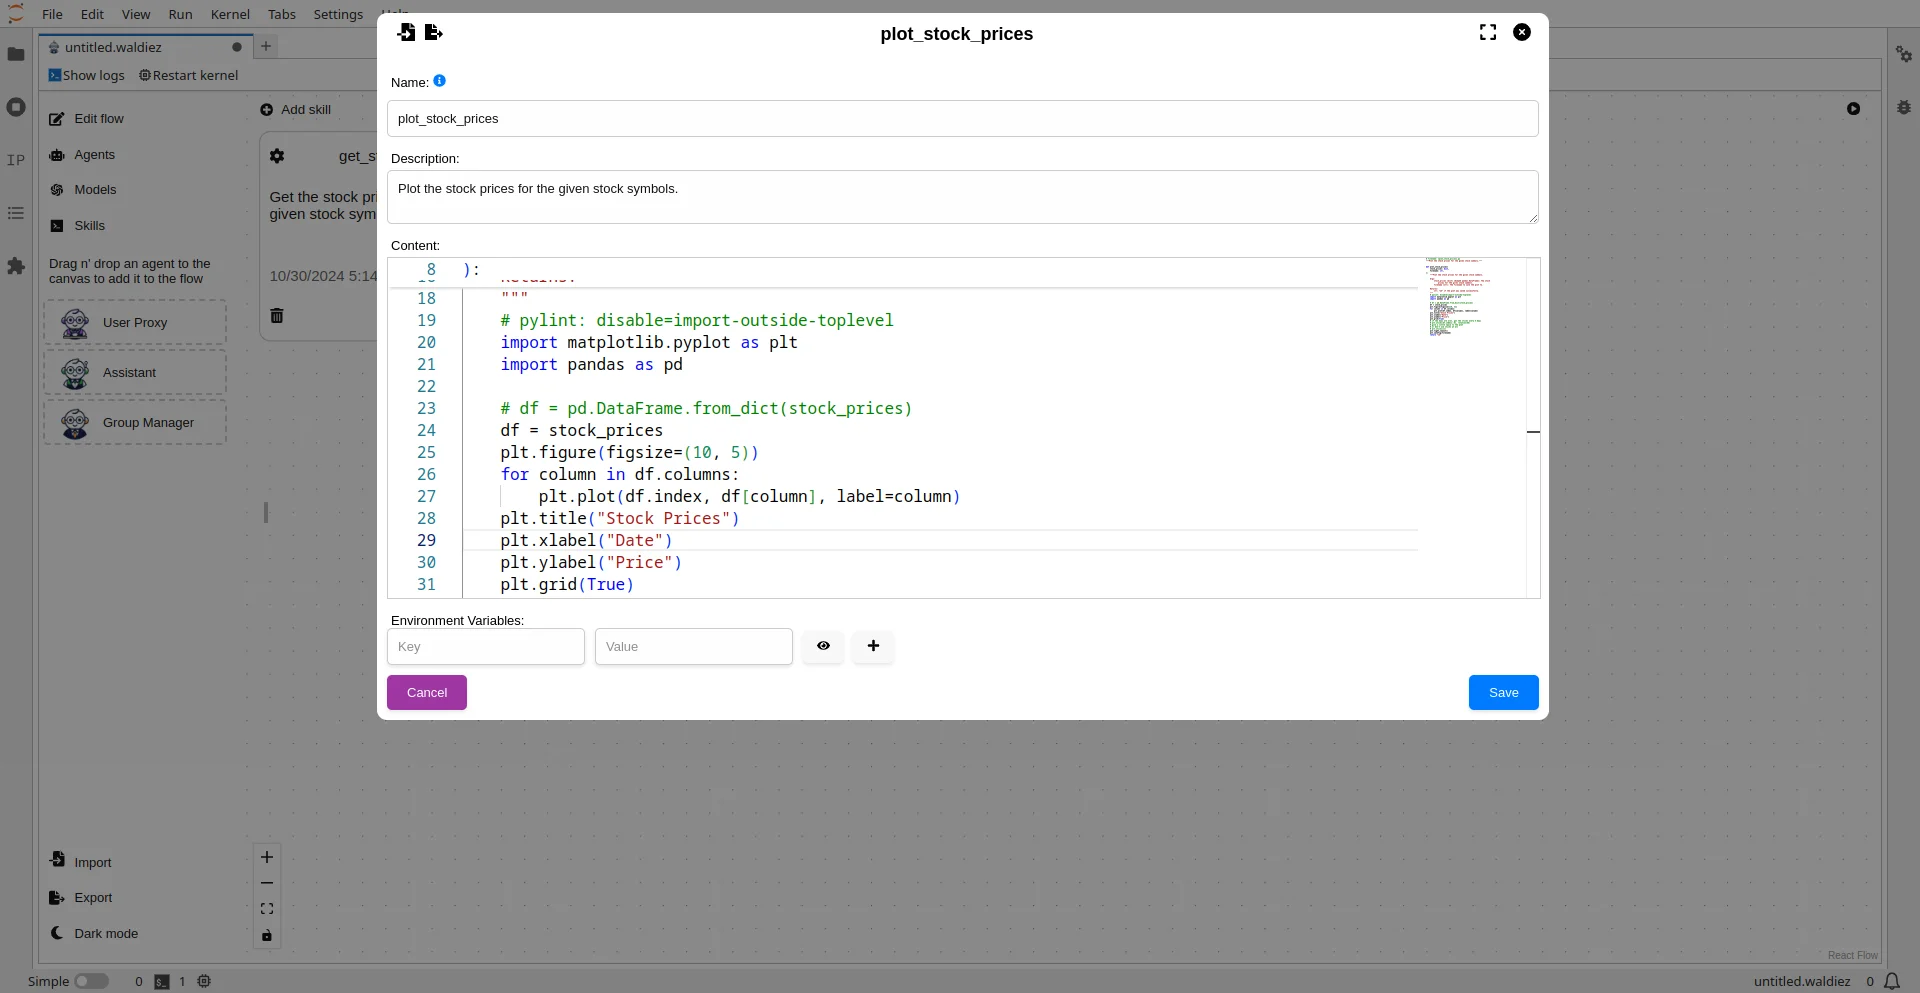 File Edit View Run Kernel Tabs Settings Help
untitled.waldiez
Show logs Restart kernel
Edit flow
Agents
Models
Skills
Drag n' drop an agent to the
canvas to add it to the flow
User Proxy
Assistant
Group Manager
Import
Export
Dark mode
Add skill
get_s
Get the stock pri
given stock sym
10/30/2024 5:14
plot_stock_prices
Name:
plot_stock_prices
Description:
Plot the stock prices for the given stock symbols.
Content:
8 ):
18 """
19 # pylint: disable=import-outside-toplevel
20 import matplotlib.pyplot as plt
21 import pandas as pd
22
23 # df = pd.DataFrame.from_dict(stock_prices)
24 df = stock_prices
25 plt.figure(figsize=(10, 5))
26 for column in df.columns:
27 plt.plot(df.index, df[column], label=column)
28 plt.title("Stock Prices")
29 plt.xlabel("Date")
30 plt.ylabel("Price")
31 plt.grid(True)
Environment Variables:
Key Value
Cancel Save
React Flow
Simple 0 1 untitled.waldiez 0
IP